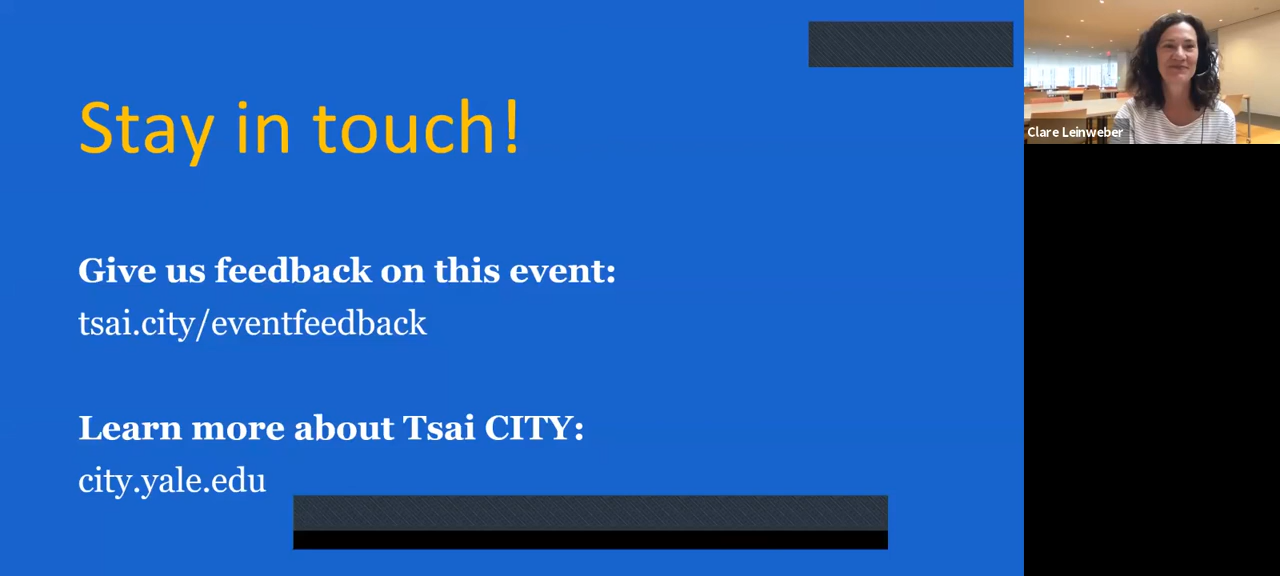 Stay in touch!
Give us feedback on this event:
tsai.city/eventfeedback
Learn more about Tsai CITY:
city.yale.edu
Clare Leinweber